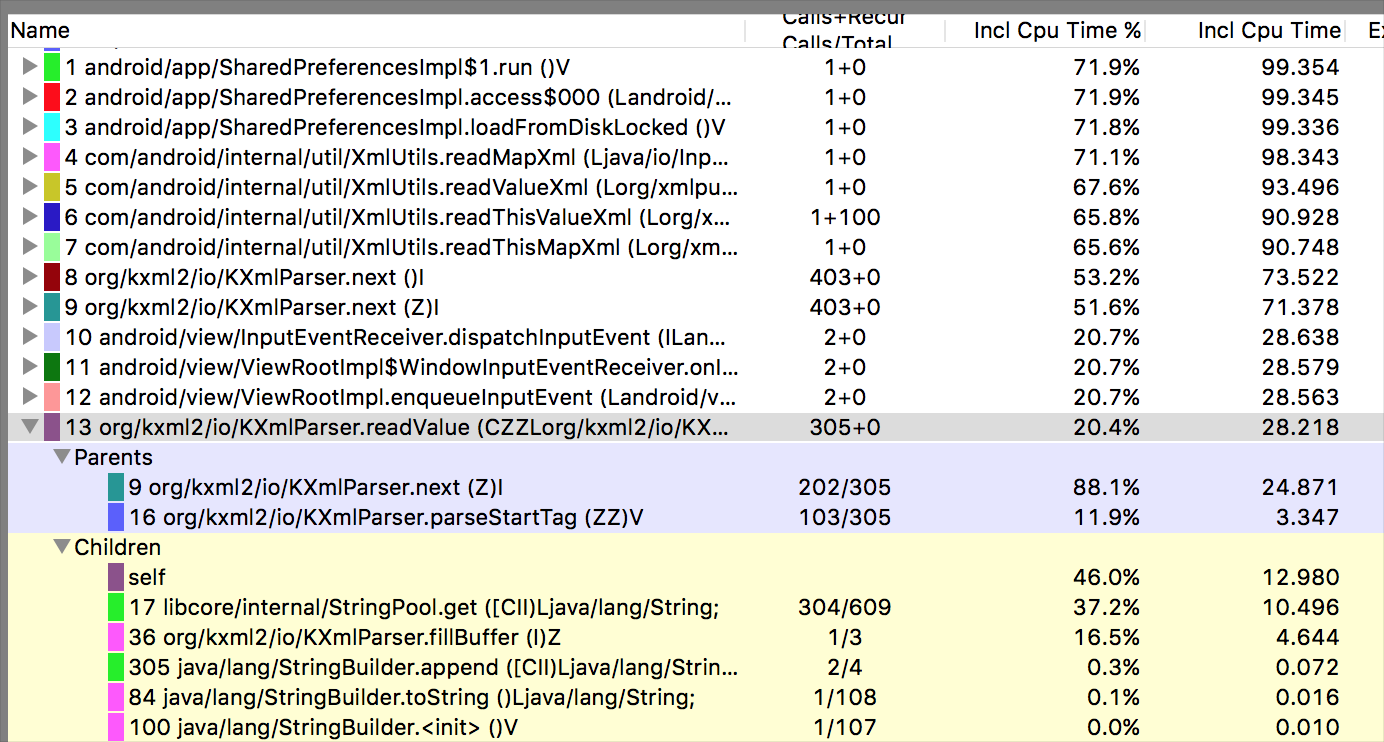 Name Calls+Recur Calls/Total Incl Cpu Time % Incl Cpu Time
1 android/app/SharedPreferencesImpl$1.run ()V 1+0 71.9% 99.354
2 android/app/SharedPreferencesImpl.access$000 (Landroid/... 1+0 71.9% 99.345
3 android/app/SharedPreferencesImpl.loadFromDiskLocked ()V 1+0 71.8% 99.336
4 com/android/internal/util/XmlUtils.readMapXml (Ljava/io/Inp... 1+0 71.1% 98.343
5 com/android/internal/util/XmlUtils.readValueXml (Lorg/xmlpu... 1+0 67.6% 93.496
6 com/android/internal/util/XmlUtils.readThisValueXml (Lorg/x... 1+100 65.8% 90.928
7 com/android/internal/util/XmlUtils.readThisMapXml (Lorg/xm... 1+0 65.6% 90.748
8 org/kxml2/io/KXmlParser.next ()I 403+0 53.2% 73.522
9 org/kxml2/io/KXmlParser.next (Z)I 403+0 51.6% 71.378
10 android/view/InputEventReceiver.dispatchInputEvent (ILan... 2+0 20.7% 28.638
11 android/view/ViewRootImpl$WindowInputEventReceiver.onI... 2+0 20.7% 28.579
12 android/view/ViewRootImpl.enqueueInputEvent (Landroid/v... 2+0 20.7% 28.563
13 org/kxml2/io/KXmlParser.readValue (CZZLorg/kxml2/io/KX... 305+0 20.4% 28.218
Parents
9 org/kxml2/io/KXmlParser.next (Z)I 202/305 88.1% 24.871
16 org/kxml2/io/KXmlParser.parseStartTag (ZZ)V 103/305 11.9% 3.347
Children
self 46.0% 12.980
17 libcore/internal/StringPool.get ([CII)Ljava/lang/String; 304/609 37.2% 10.496
36 org/kxml2/io/KXmlParser.fillBuffer (I)Z 1/3 16.5% 4.644
305 java/lang/StringBuilder.append ([CII)Ljava/lang/Strin... 2/4 0.3% 0.072
84 java/lang/StringBuilder.toString ()Ljava/lang/String; 1/108 0.1% 0.016
100 java/lang/StringBuilder.<init> ()V 1/107 0.0% 0.010